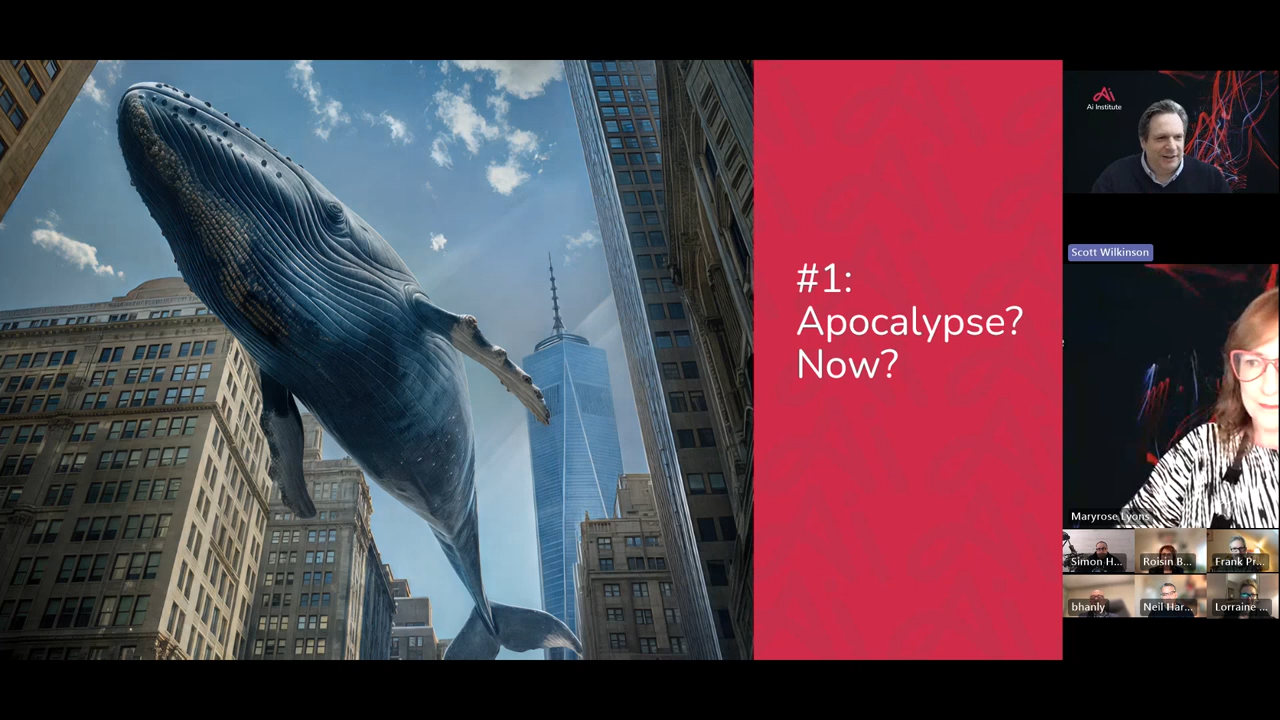 #1:
Apocalypse?
Now?
Ai
Ai Institute
Scott Wilkinson
Maryrose Lyons
Simon H...
Roisin B...
Frank Pr...
bhanly
Neil Har...
Lorraine ...